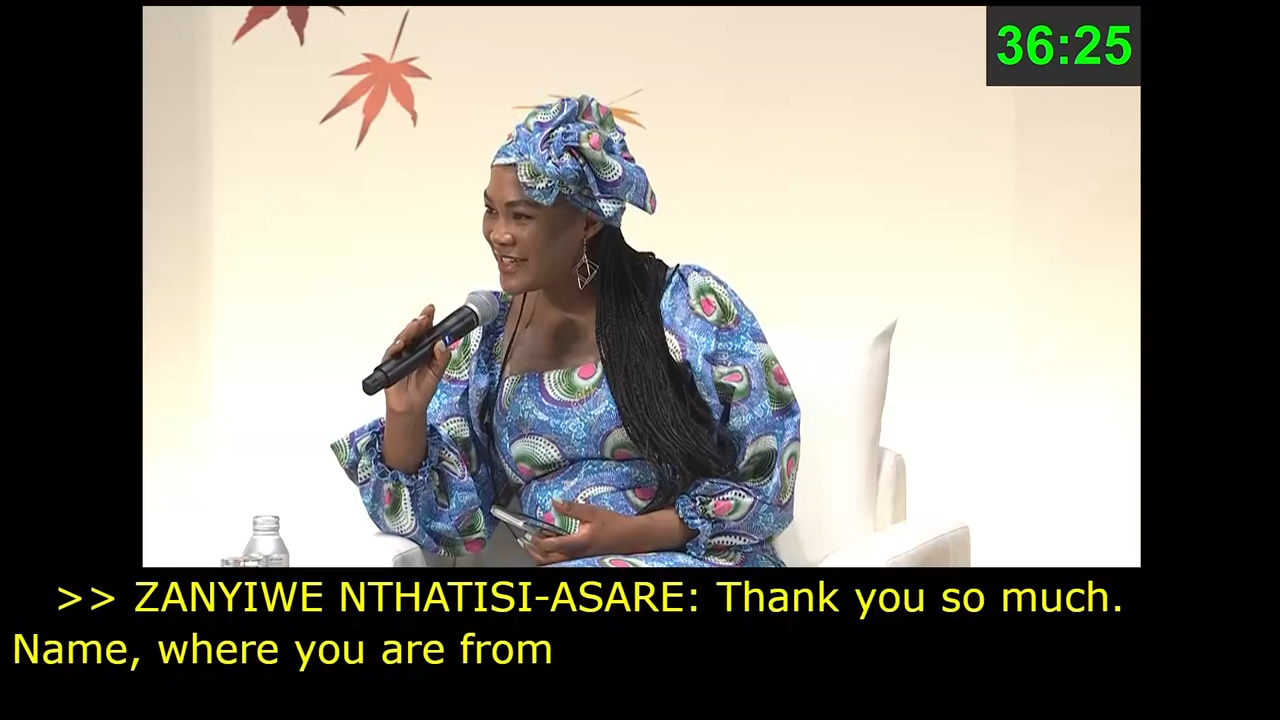 36:25
>> ZANYIWE NTHATISI-ASARE: Thank you so much.
Name, where you are from